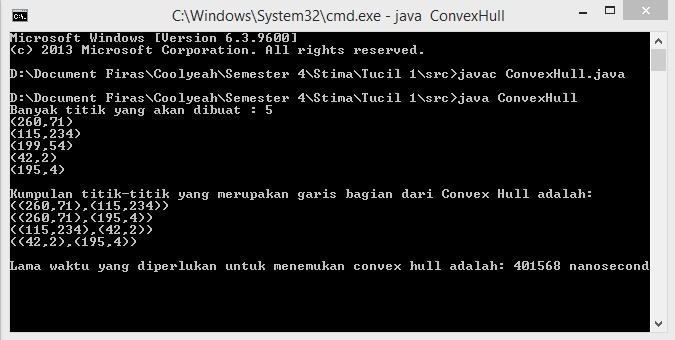 C:\Windows\System32\cmd.exe - java ConvexHull
Microsoft Windows [Version 6.3.9600]
(c) 2013 Microsoft Corporation. All rights reserved.
D:\Document Firas\Coolyeah\Semester 4\Stima\Tucil 1\src>javac ConvexHull.java
D:\Document Firas\Coolyeah\Semester 4\Stima\Tucil 1\src>java ConvexHull
Banyak titik yang akan dibuat : 5
(260,71)
(115,234)
(199,54)
(42,2)
(195,4)
Kumpulan titik-titik yang merupakan garis bagian dari Convex Hull adalah:
((260,71),(115,234))
((260,71),(195,4))
((115,234),(42,2))
((42,2),(195,4))
Lama waktu yang diperlukan untuk menemukan convex hull adalah: 401568 nanosecond